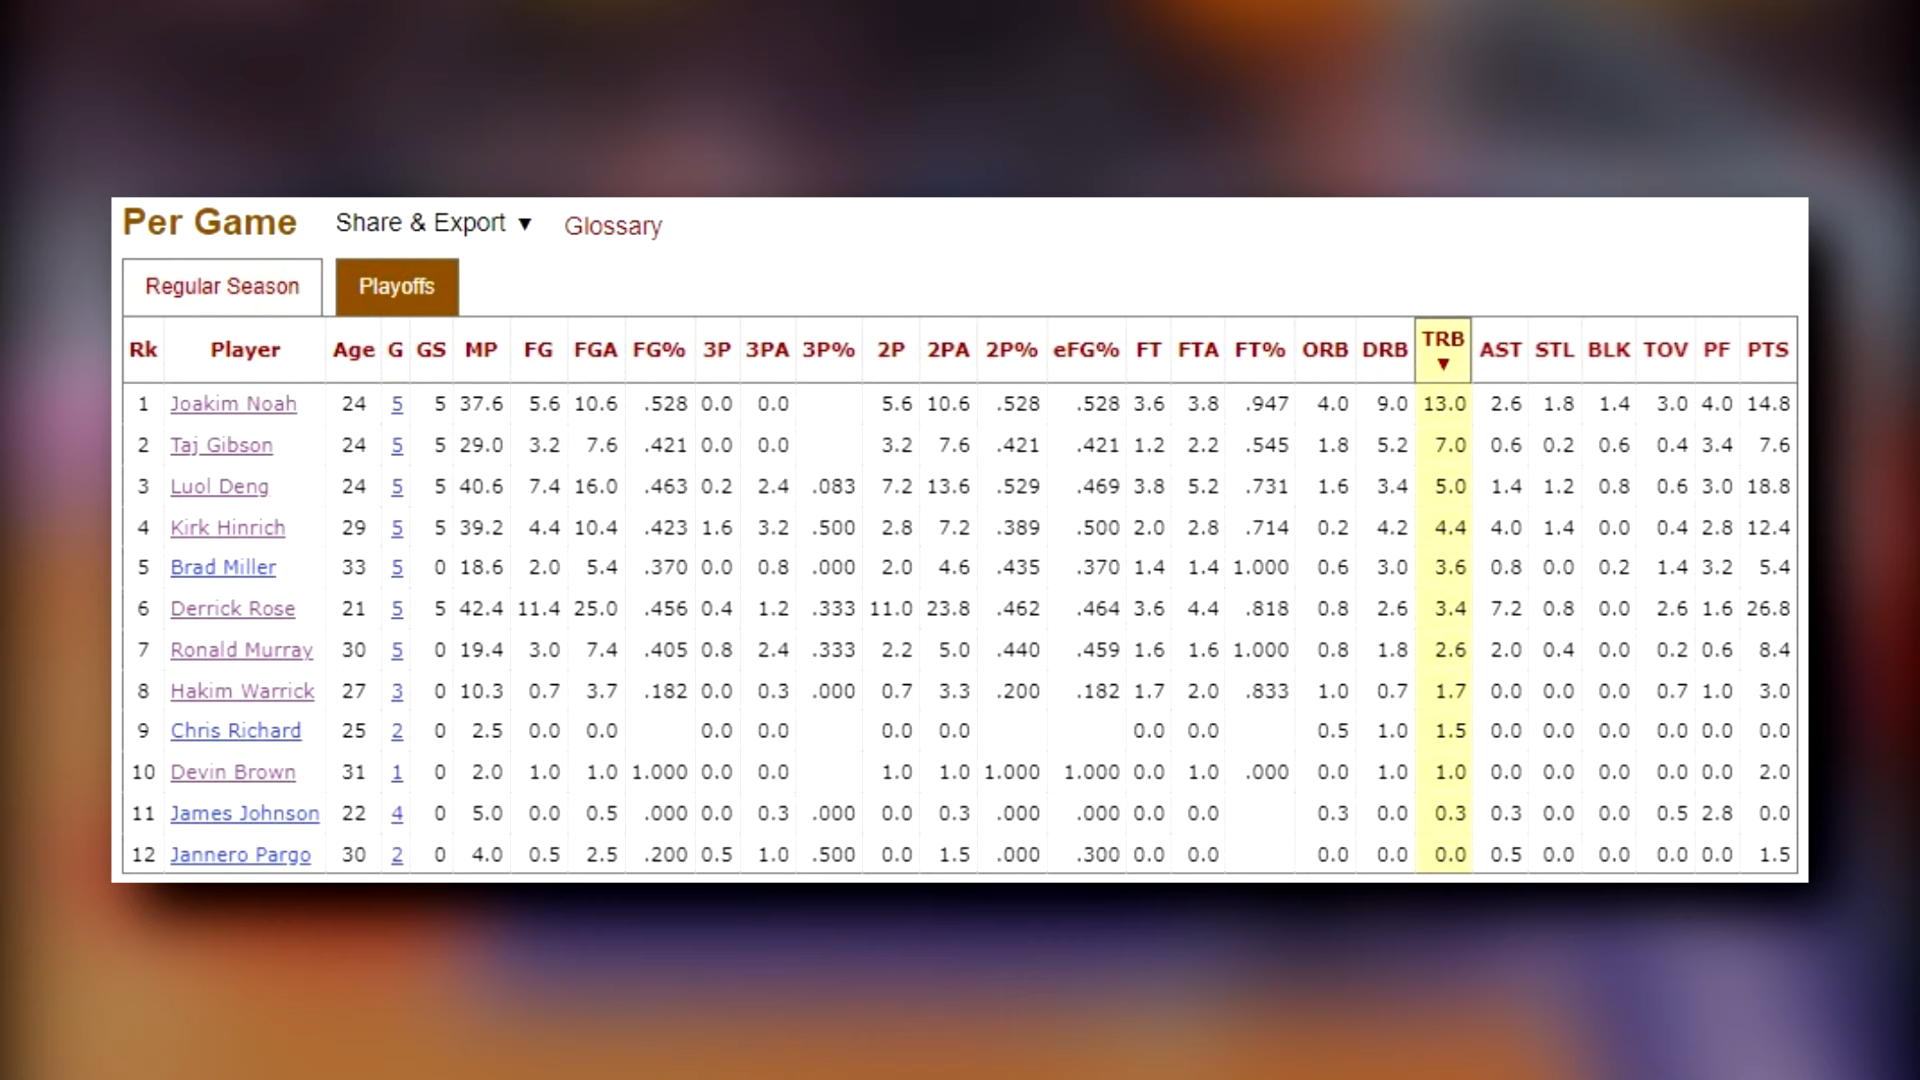 Per Game Share & Export ▼ Glossary
Regular Season Playoffs
Rk Player Age G GS MP FG FGA FG% 3P 3PA 3P% 2P 2PA 2P% eFG% FT FTA FT% ORB DRB TRB ▼ AST STL BLK TOV PF PTS
1 Joakim Noah 24 5 5 37.6 5.6 10.6 .528 0.0 0.0 5.6 10.6 .528 .528 3.6 3.8 .947 4.0 9.0 13.0 2.6 1.8 1.4 3.0 4.0 14.8
2 Taj Gibson 24 5 5 29.0 3.2 7.6 .421 0.0 0.0 3.2 7.6 .421 .421 1.2 2.2 .545 1.8 5.2 7.0 0.6 0.2 0.6 0.4 3.4 7.6
3 Luol Deng 24 5 5 40.6 7.4 16.0 .463 0.2 2.4 .083 7.2 13.6 .529 .469 3.8 5.2 .731 1.6 3.4 5.0 1.4 1.2 0.8 0.6 3.0 18.8
4 Kirk Hinrich 29 5 5 39.2 4.4 10.4 .423 1.6 3.2 .500 2.8 7.2 .389 .500 2.0 2.8 .714 0.2 4.2 4.4 4.0 1.4 0.0 0.4 2.8 12.4
5 Brad Miller 33 5 0 18.6 2.0 5.4 .370 0.0 0.8 .000 2.0 4.6 .435 .370 1.4 1.4 1.000 0.6 3.0 3.6 0.8 0.0 0.2 1.4 3.2 5.4
6 Derrick Rose 21 5 5 42.4 11.4 25.0 .456 0.4 1.2 .333 11.0 23.8 .462 .464 3.6 4.4 .818 0.8 2.6 3.4 7.2 0.8 0.0 2.6 1.6 26.8
7 Ronald Murray 30 5 0 19.4 3.0 7.4 .405 0.8 2.4 .333 2.2 5.0 .440 .459 1.6 1.6 1.000 0.8 1.8 2.6 2.0 0.4 0.0 0.2 0.6 8.4
8 Hakim Warrick 27 3 0 10.3 0.7 3.7 .182 0.0 0.3 .000 0.7 3.3 .200 .182 1.7 2.0 .833 1.0 0.7 1.7 0.0 0.0 0.0 0.7 1.0 3.0
9 Chris Richard 25 2 0 2.5 0.0 0.0 0.0 0.0 0.0 0.0 0.0 0.0 0.5 1.0 1.5 0.0 0.0 0.0 0.0 0.0 0.0
10 Devin Brown 31 1 0 2.0 1.0 1.0 1.000 0.0 0.0 1.0 1.0 1.000 1.000 0.0 1.0 .000 0.0 1.0 1.0 0.0 0.0 0.0 0.0 0.0 2.0
11 James Johnson 22 4 0 5.0 0.0 0.5 .000 0.0 0.3 .000 0.0 0.3 .000 .000 0.0 0.0 0.3 0.0 0.3 0.3 0.0 0.0 0.5 2.8 0.0
12 Jannero Pargo 30 2 0 4.0 0.5 2.5 .200 0.5 1.0 .500 0.0 1.5 .000 .300 0.0 0.0 0.0 0.0 0.0 0.5 0.0 0.0 0.0 0.0 1.5